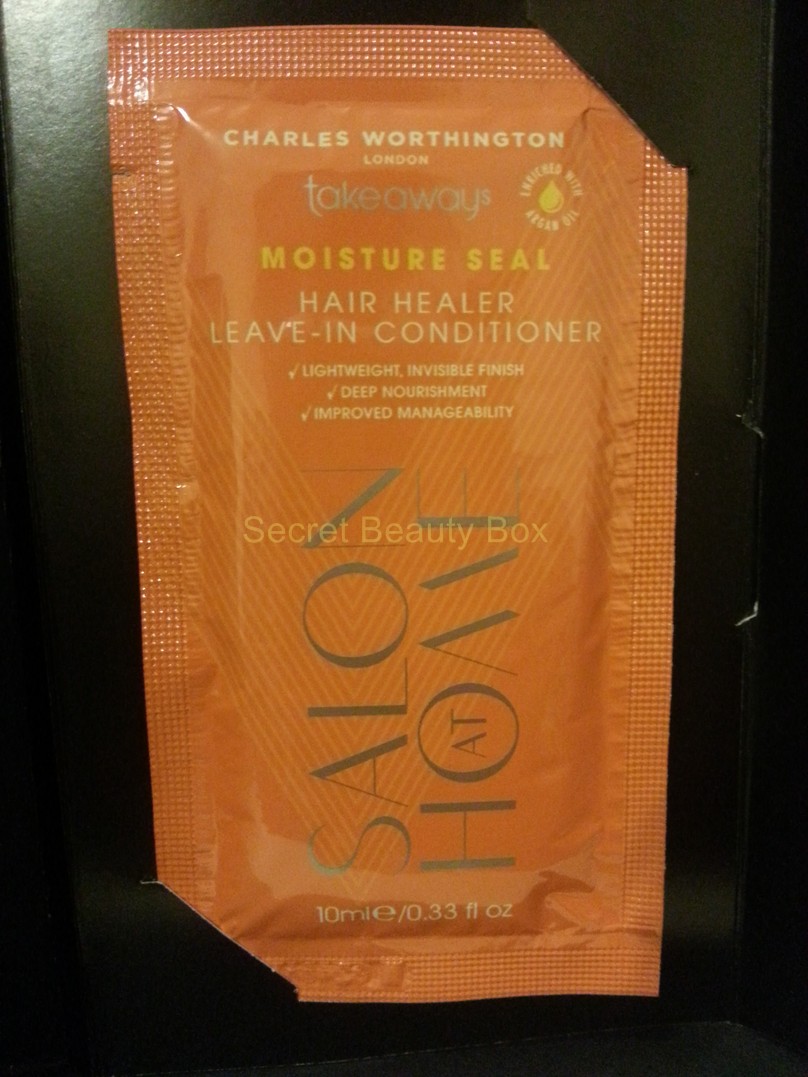 CHARLES WORTHINGTON
LONDON
takeaways
ENRICHED WITH
ARGAN OIL
MOISTURE SEAL
HAIR HEALER
LEAVE-IN CONDITIONER
√ LIGHTWEIGHT, INVISIBLE FINISH
√ DEEP NOURISHMENT
√ IMPROVED MANAGEABILITY
SALON
AT
HOME
Secret Beauty Box
10ml℮/0.33 fl oz